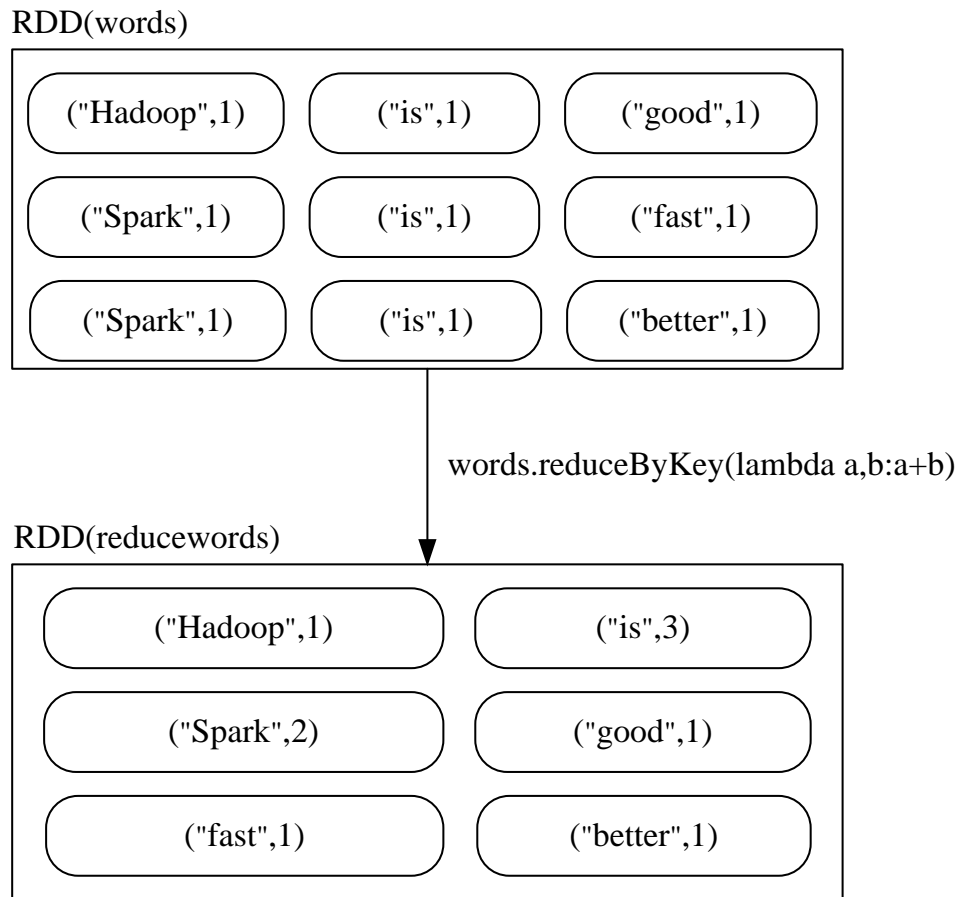 RDD(words)
("Hadoop",1) ("is",1) ("good",1)
("Spark",1) ("is",1) ("fast",1)
("Spark",1) ("is",1) ("better",1)
words.reduceByKey(lambda a,b:a+b)
RDD(reducewords)
("Hadoop",1) ("is",3)
("Spark",2) ("good",1)
("fast",1) ("better",1)